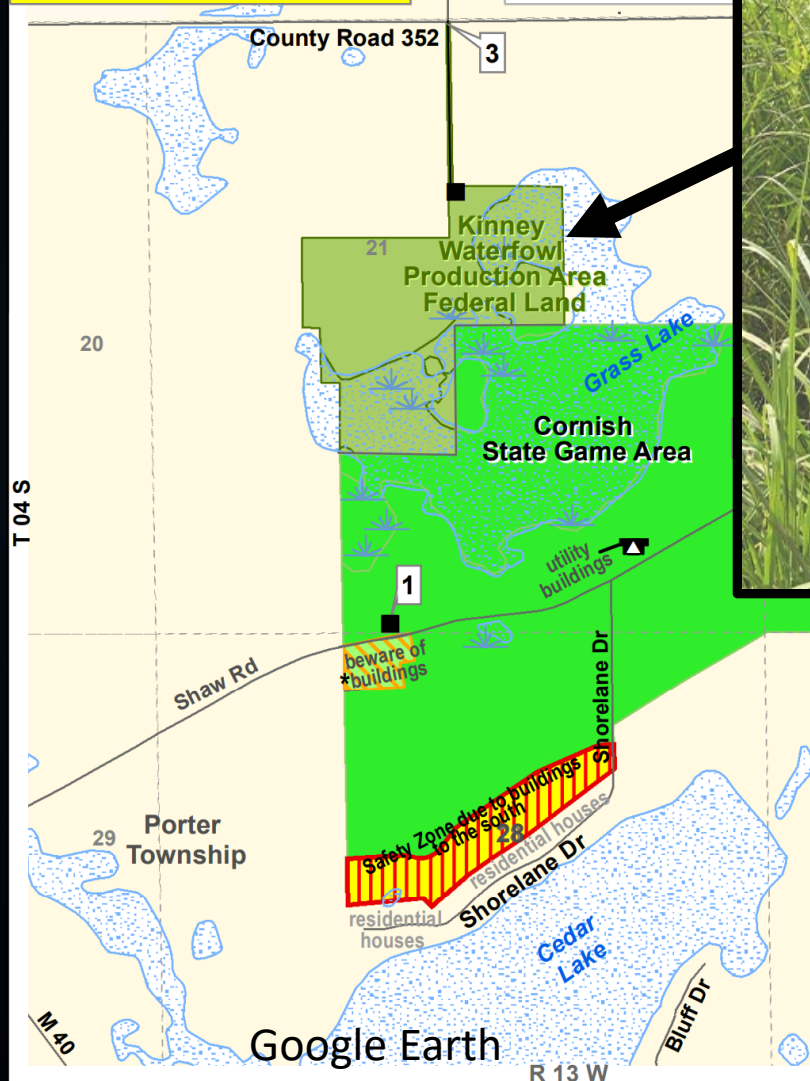 County Road 352
3
21
Kinney
Waterfowl
Production Area
Federal Land
20
Grass Lake
Cornish
State Game Area
T 04 S
utility
buildings
1
beware of
*buildings
Shaw Rd
Shorelane Dr
Safety Zone due to buildings
to the south
28
residential houses
29
Porter
Township
Shorelane Dr
residential
houses
Cedar
Lake
Bluff Dr
M 40
Google Earth
R 13 W